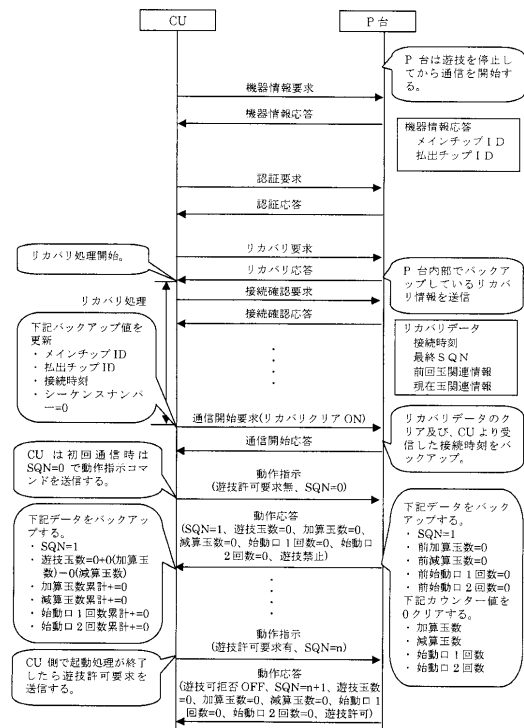 CU
P 台
P 台は遊技を停止し
てから通信を開始す
る。
機器情報要求
機器情報応答
機器情報応答
メインチップＩＤ
払出チップＩＤ
認証要求
認証応答
リカバリ要求
リカバリ処理開始。
リカバリ応答
P 台内部でバックア
ップしているリカバ
リ情報を送信
リカバリ処理
接続確認要求
接続確認応答
下記バックアップ値を
更新
・ メインチップ ID
・ 払出チップ ID
・ 接続時刻
・ シーケンスナンバ
ー=0
リカバリデータ
接続時刻
最終ＳＱＮ
前回玉関連情報
現在玉関連情報
通信開始要求(リカバリクリア ON)
通信開始応答
リカバリデータのク
リア及び、CU より受
信した接続時刻をバ
ックアップ。
CU は初回通信時は
SQN=0 で動作指示コマ
ンドを送信する。
動作指示
(遊技許可要求無、SQN=0)
動作応答
(SQN=1、遊技玉数=0、加算玉数=0、
減算玉数=0、始動口 1 回数=0、始動口
2 回数=0、遊技禁止)
下記データをバックアッ
プする。
・ SQN=1
・ 遊技玉数=0+0(加算玉
数)−0(減算玉数)
・ 加算玉数累計+=0
・ 減算玉数累計+=0
・ 始動口 1 回数累計+=0
・ 始動口 2 回数累計+=0
下記データをバック
アップする。
・ SQN=1
・ 前加算玉数=0
・ 前減算玉数=0
・ 前始動口 1 回数=0
・ 前始動口 2 回数=0
下記カウンター値を
0 クリアする。
・ 加算玉数
・ 減算玉数
・ 始動口 1 回数
・ 始動口 2 回数
動作指示
(遊技許可要求有、SQN=n)
CU 側で起動処理が終了
したら遊技許可要求を
送信する。
動作応答
(遊技可拒否 OFF、SQN=n+1、遊技玉数
=0、加算玉数=0、減算玉数=0、始動口 1
回数=0、始動口 2 回数=0、遊技許可)